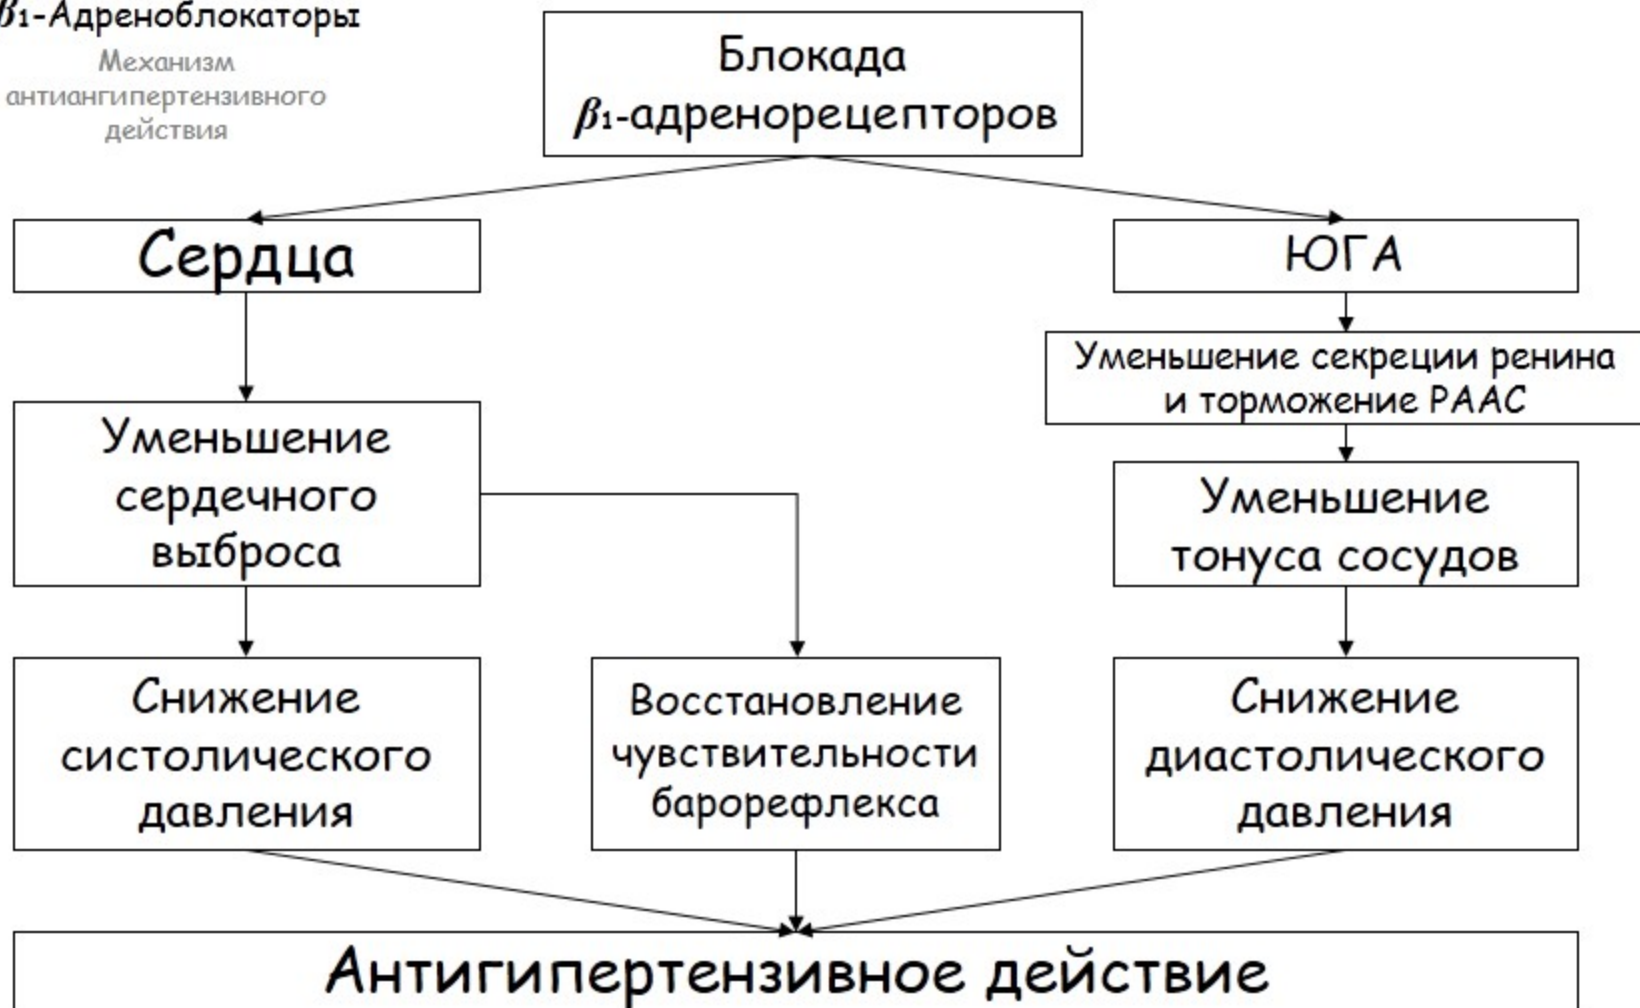 β1-Адреноблокаторы
Механизм
антиангипертензивного
действия
Блокада
β1-адренорецепторов
Сердца
ЮГА
Уменьшение секреции ренина
и торможение РААС
Уменьшение
сердечного
выброса
Уменьшение
тонуса сосудов
Снижение
систолического
давления
Восстановление
чувствительности
барорефлекса
Снижение
диастолического
давления
Антигипертензивное действие